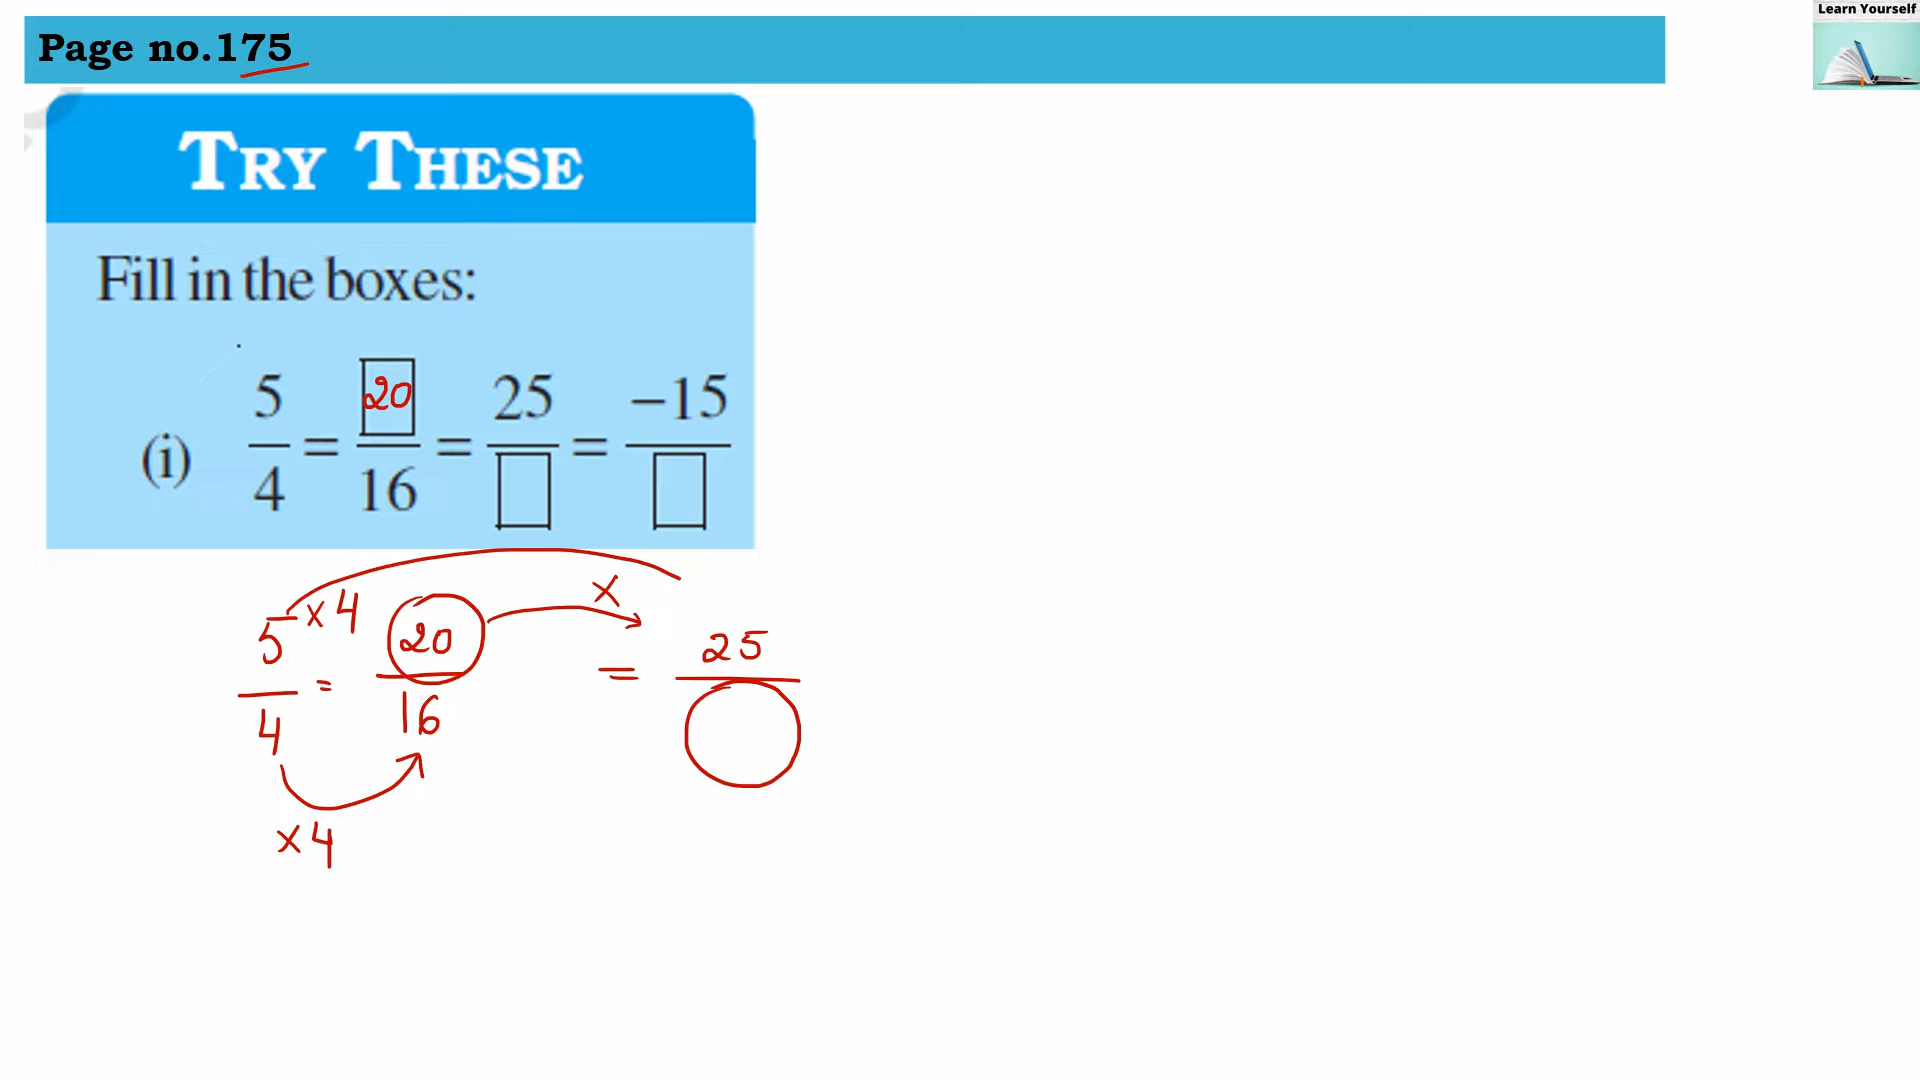 Learn Yourself
Page no.175
TRY THESE
Fill in the boxes:
(i) 5/4 = 20/16 = 25/□ = -15/□
5 ×4 20 × 25
4 = 16 =
×4